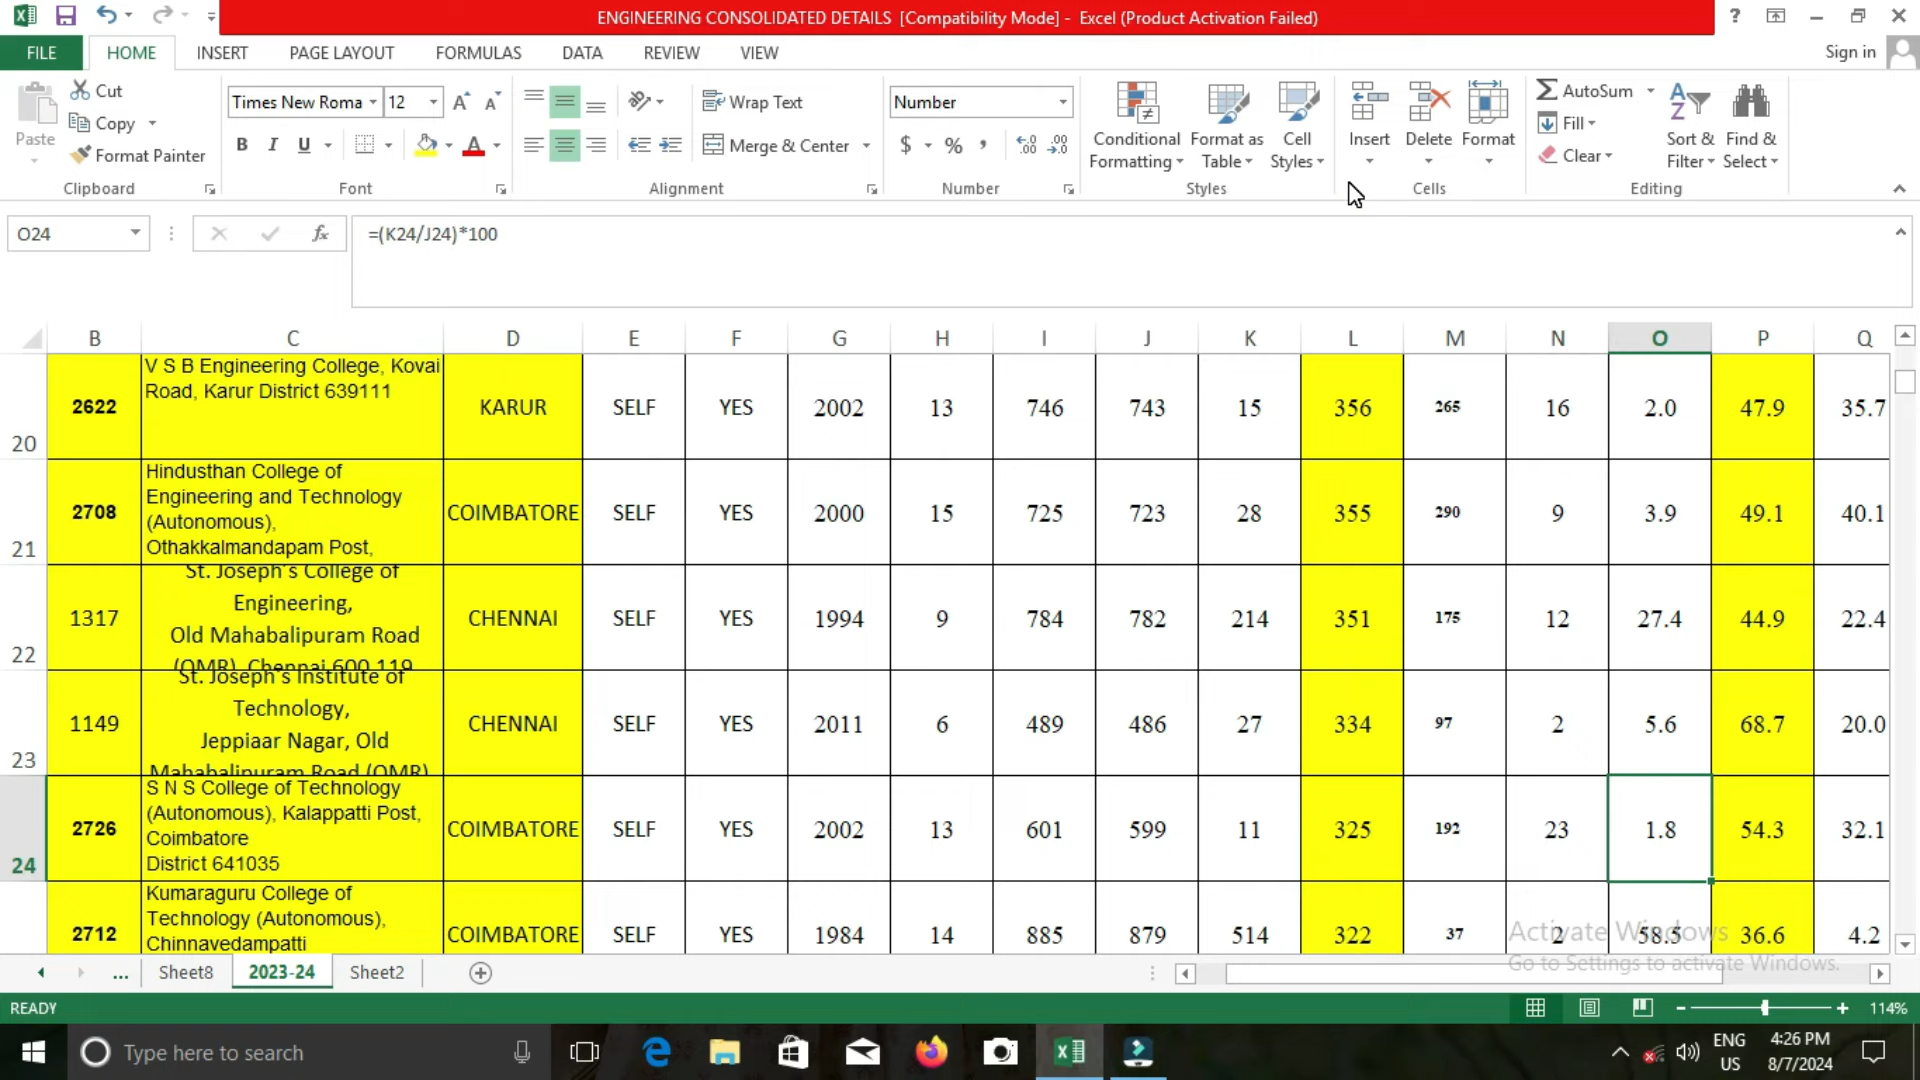 ENGINEERING CONSOLIDATED DETAILS [Compatibility Mode] - Excel (Product Activation Failed)
FILE HOME INSERT PAGE LAYOUT FORMULAS DATA REVIEW VIEW Sign in
Paste
Cut
Copy
Format Painter
Clipboard
Times New Roma 12
B I U
Font
Wrap Text
Merge & Center
Alignment
Number
$ % ,
Number
Conditional Formatting
Format as Table
Cell Styles
Styles
Insert Delete Format
Cells
AutoSum
Fill
Clear
Sort & Filter
Find & Select
Editing
O24 fx =(K24/J24)*100
B C D E F G H I J K L M N O P Q
20 2622
V S B Engineering College, Kovai
Road, Karur District 639111
KARUR SELF YES 2002 13 746 743 15 356 265 16 2.0 47.9 35.7
21 2708
Hindusthan College of
Engineering and Technology
(Autonomous),
Othakkalmandapam Post,
COIMBATORE SELF YES 2000 15 725 723 28 355 290 9 3.9 49.1 40.1
22 1317
St. Joseph's College of
Engineering,
Old Mahabalipuram Road
(OMR), Chennai 600 119
CHENNAI SELF YES 1994 9 784 782 214 351 175 12 27.4 44.9 22.4
23 1149
St. Joseph's Institute of
Technology,
Jeppiaar Nagar, Old
Mahabalipuram Road (OMR)
CHENNAI SELF YES 2011 6 489 486 27 334 97 2 5.6 68.7 20.0
24 2726
S N S College of Technology
(Autonomous), Kalappatti Post,
Coimbatore
District 641035
COIMBATORE SELF YES 2002 13 601 599 11 325 192 23 1.8 54.3 32.1
2712
Kumaraguru College of
Technology (Autonomous),
Chinnavedampatti
COIMBATORE SELF YES 1984 14 885 879 514 322 37 2 58.5 36.6 4.2
Activate Windows
Go to Settings to activate Windows.
... Sheet8 2023-24 Sheet2
READY 114%
Type here to search
ENG
US
4:26 PM
8/7/2024